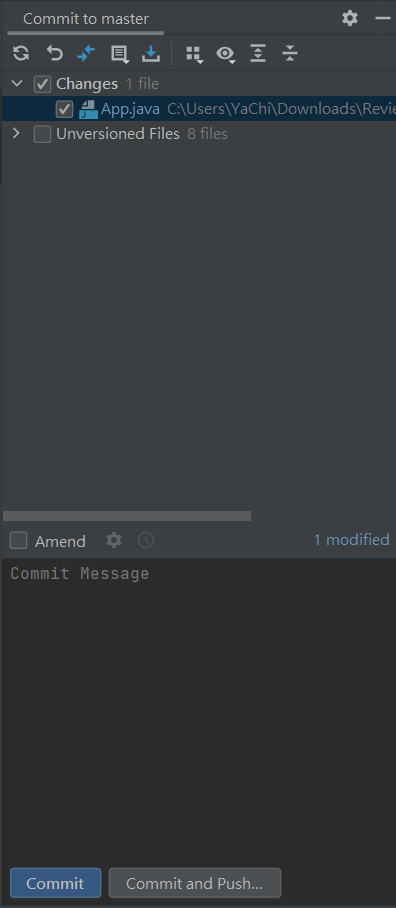 Commit to master
Changes 1 file
App.java C:\Users\YaChi\Downloads\Revie
Unversioned Files 8 files
Amend 1 modified
Commit Message
Commit Commit and Push...